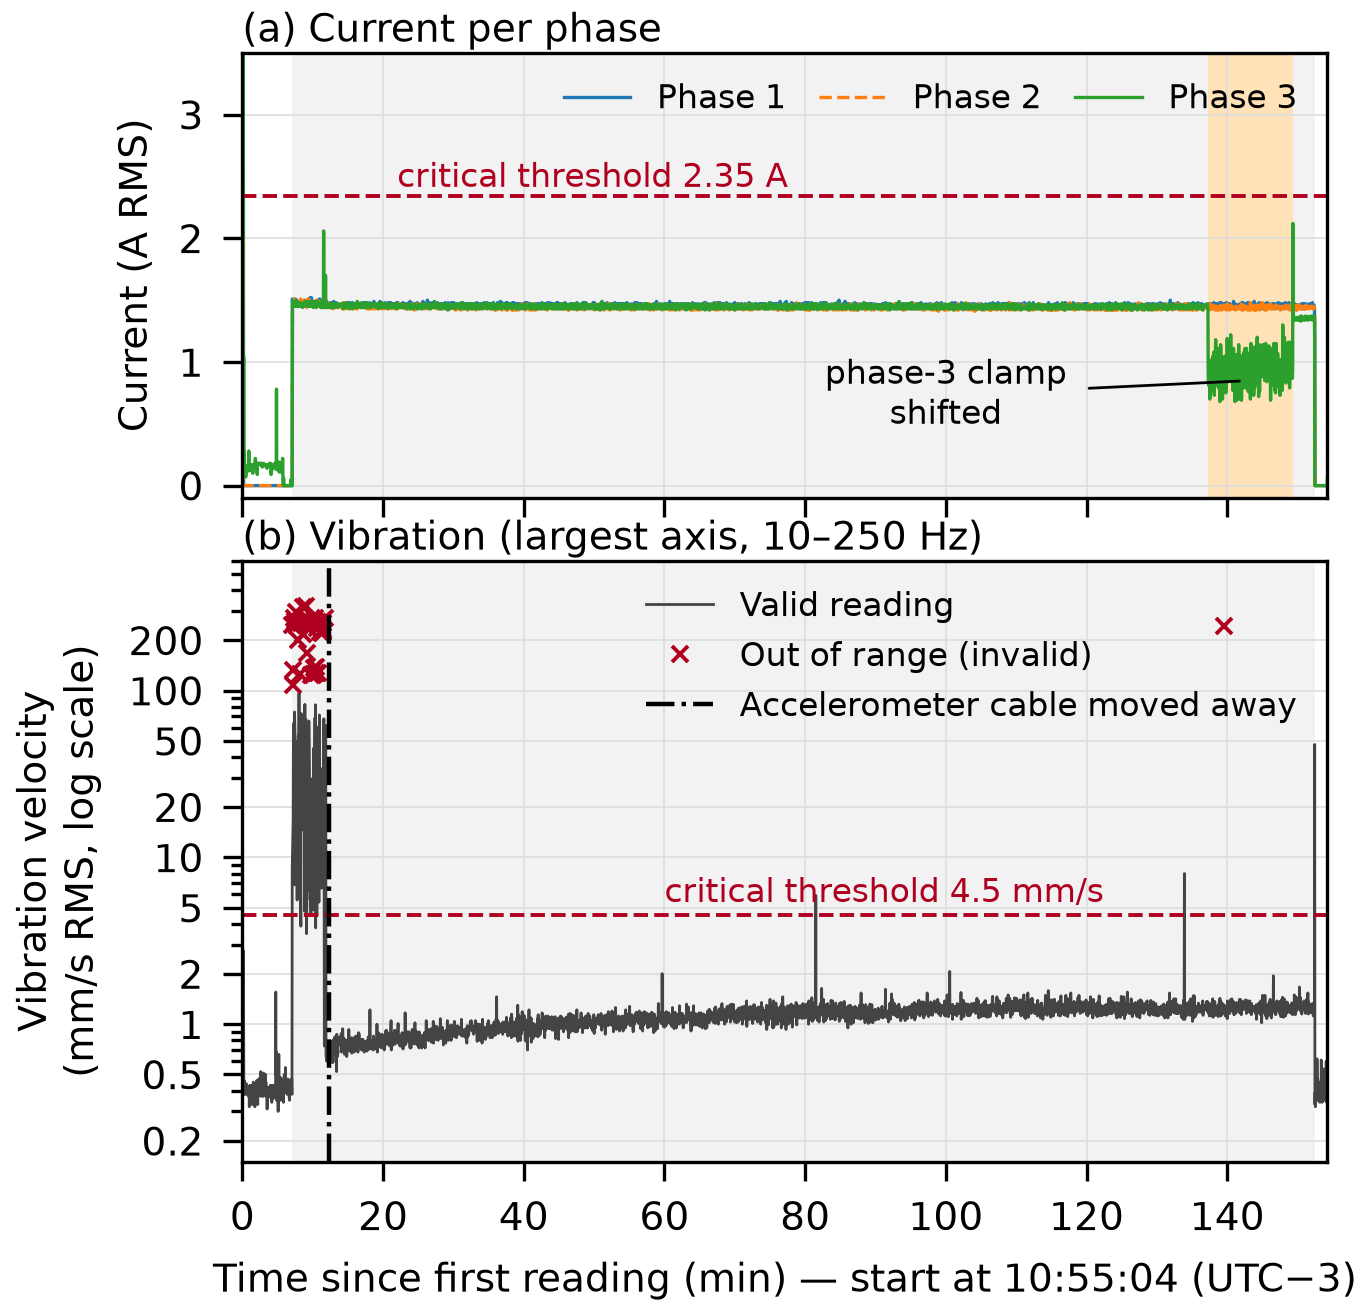 (a) Current per phase
Phase 1
Phase 2
Phase 3
critical threshold 2.35 A
phase-3 clamp
shifted
Current (A RMS)
3
2
1
0
(b) Vibration (largest axis, 10–250 Hz)
Valid reading
Out of range (invalid)
Accelerometer cable moved away
critical threshold 4.5 mm/s
Vibration velocity
(mm/s RMS, log scale)
200
100
50
20
10
5
2
1
0.5
0.2
0 20 40 60 80 100 120 140
Time since first reading (min) — start at 10:55:04 (UTC−3)